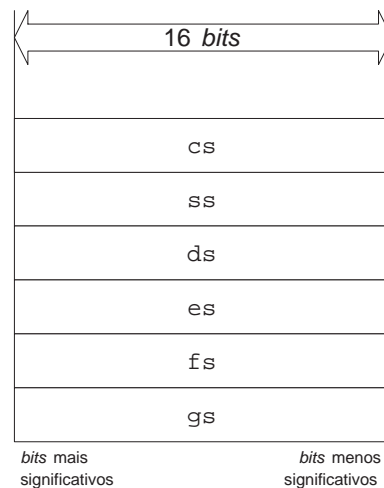 16 bits
cs
ss
ds
es
fs
gs
bits mais
significativos
bits menos
significativos